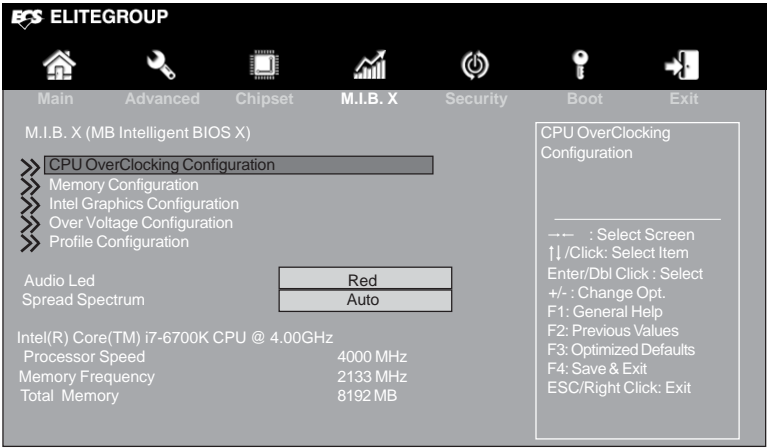 ECS ELITEGROUP
Main Advanced Chipset M.I.B. X Security Boot Exit
M.I.B. X (MB Intelligent BIOS X)
CPU OverClocking Configuration
Memory Configuration
Intel Graphics Configuration
Over Voltage Configuration
Profile Configuration
Audio Led Red
Spread Spectrum Auto
Intel(R) Core(TM) i7-6700K CPU @ 4.00GHz
Processor Speed 4000 MHz
Memory Frequency 2133 MHz
Total Memory 8192 MB
CPU OverClocking
Configuration
→← : Select Screen
↑↓/Click: Select Item
Enter/Dbl Click : Select
+/- : Change Opt.
F1: General Help
F2: Previous Values
F3: Optimized Defaults
F4: Save & Exit
ESC/Right Click: Exit